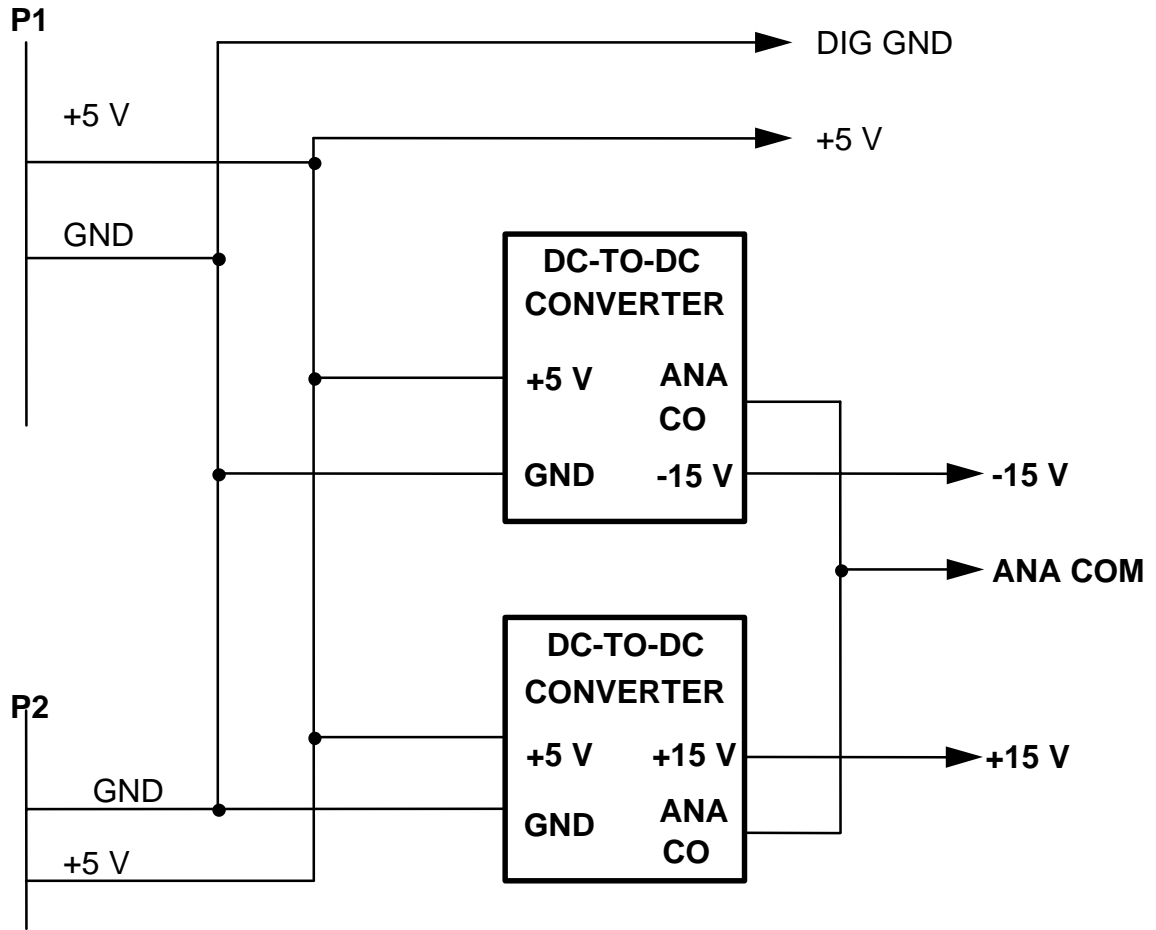 P1
DIG GND
+5 V
+5 V
GND
DC-TO-DC
CONVERTER
+5 V
ANA
CO
GND
-15 V
-15 V
ANA COM
DC-TO-DC
CONVERTER
P2
+5 V
+15 V
+15 V
GND
GND
ANA
CO
+5 V